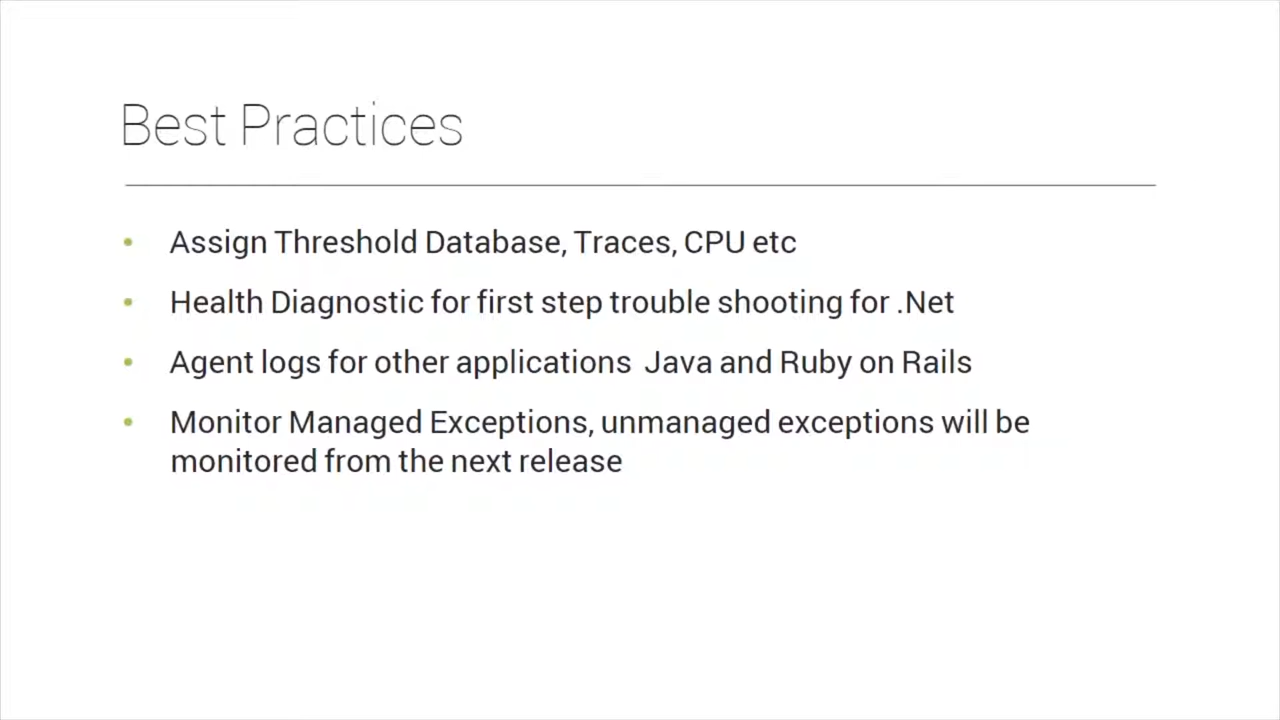 Best Practices
• Assign Threshold Database, Traces, CPU etc
• Health Diagnostic for first step trouble shooting for .Net
• Agent logs for other applications  Java and Ruby on Rails
• Monitor Managed Exceptions, unmanaged exceptions will be
monitored from the next release